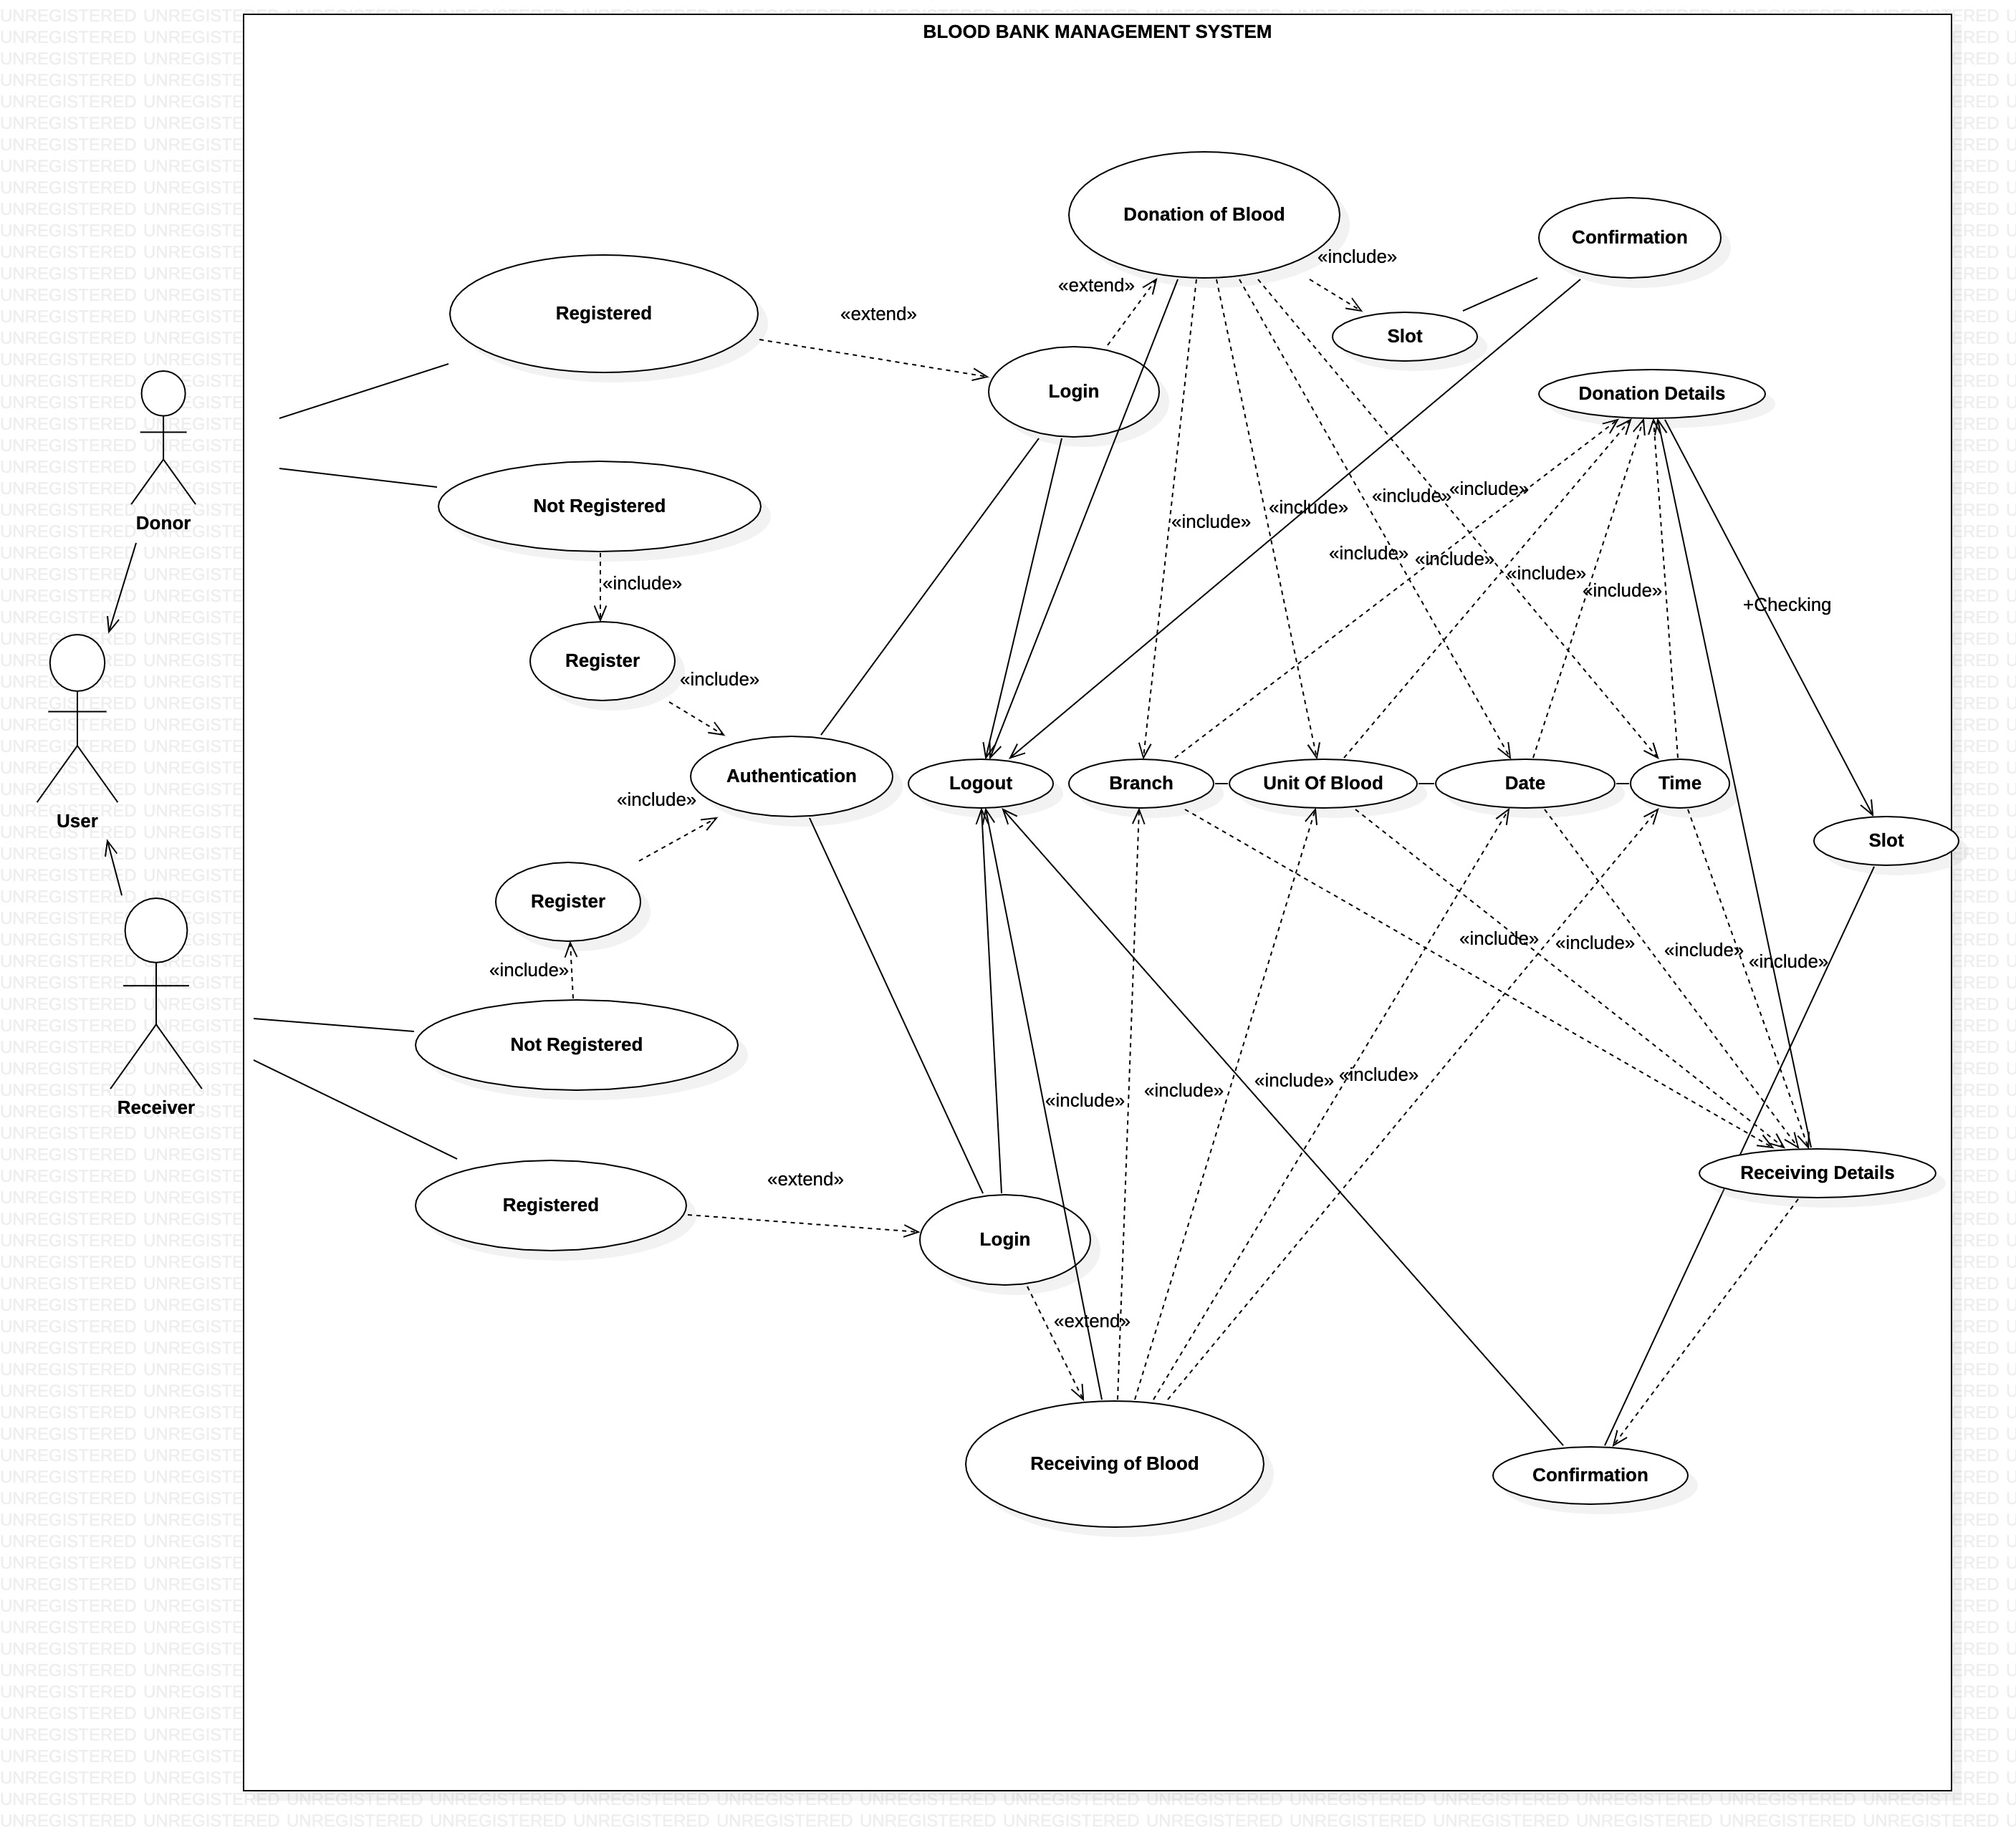 BLOOD BANK MANAGEMENT SYSTEM
Donation of Blood
Confirmation
«include»
«extend»
Registered
«extend»
Slot
Login
Donation Details
«include»
«include»
Not Registered
«include»
«include»
Donor
«include»
«include»
«include»
«include»
«include»
+Checking
Register
«include»
Authentication
Logout
Branch
Unit Of Blood
Date
Time
«include»
User
Slot
Register
«include»
«include»
«include»
«include»
«include»
Not Registered
«include»
«include»
«include»
«include»
Receiver
Receiving Details
«extend»
Registered
Login
«extend»
Receiving of Blood
Confirmation
UNREGISTERED UNREGISTERED UNREGISTERED UNREGISTERED UNREGISTERED UNREGISTERED UNREGISTERED UNREGISTERED UNREGISTERED UNREGISTERED UNREGISTERED UNREGISTERED UNREGISTERED UNREGISTERED